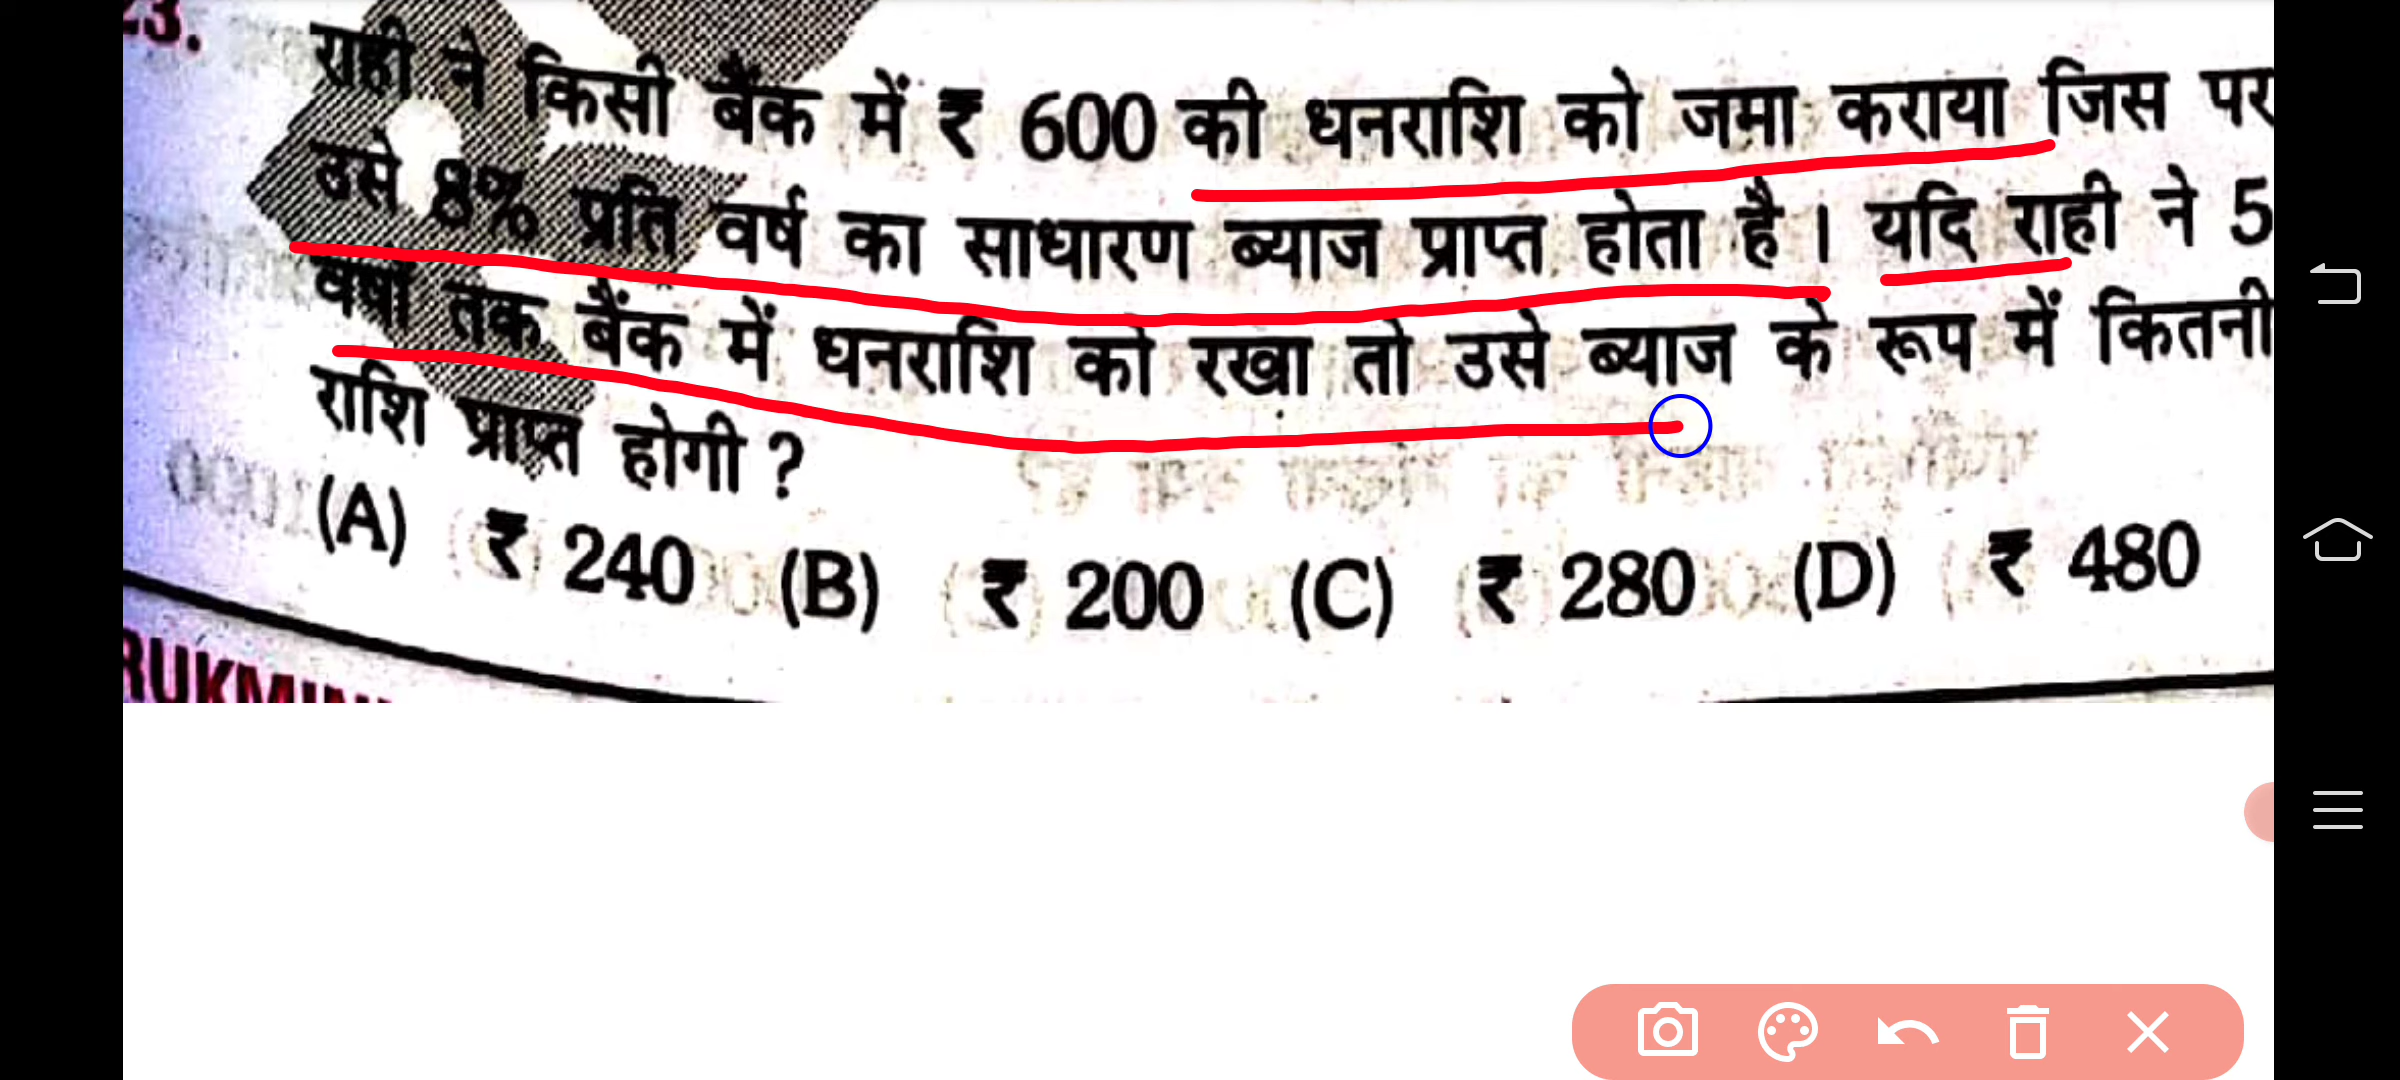 23.
राही ने किसी बैंक में ₹ 600 की धनराशि को जमा कराया जिस पर
उसे 8% प्रति वर्ष का साधारण ब्याज प्राप्त होता है । यदि राही ने 5
वर्षों तक बैंक में धनराशि को रखा तो उसे ब्याज के रूप में कितनी
राशि प्राप्त होगी ?
(A) ₹ 240 (B) ₹ 200 (C) ₹ 280 (D) ₹ 480